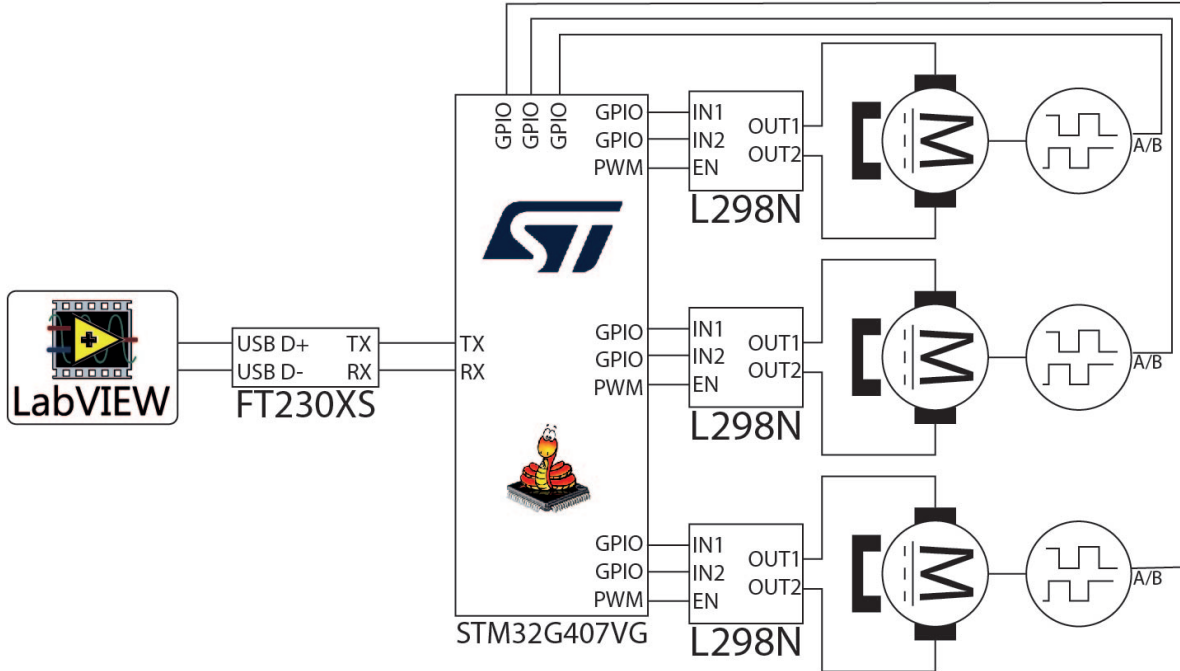 GPIO
GPIO
GPIO
GPIO
GPIO
PWM
IN1
IN2
EN
OUT1
OUT2
L298N
A/B
ST
GPIO
GPIO
PWM
IN1
IN2
EN
OUT1
OUT2
L298N
A/B
LabVIEW
USB D+
USB D-
TX
RX
FT230XS
TX
RX
GPIO
GPIO
PWM
IN1
IN2
EN
OUT1
OUT2
L298N
A/B
STM32G407VG
M
M
M